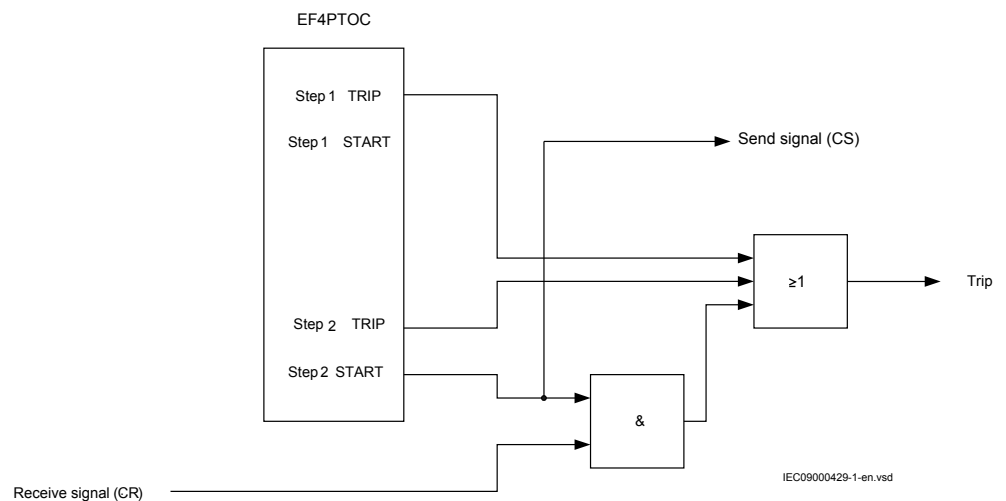 EF4PTOC
Step 1 TRIP
Step 1 START
Send signal (CS)
≥1
Trip
Step 2 TRIP
Step 2 START
&
IEC09000429-1-en.vsd
Receive signal (CR)